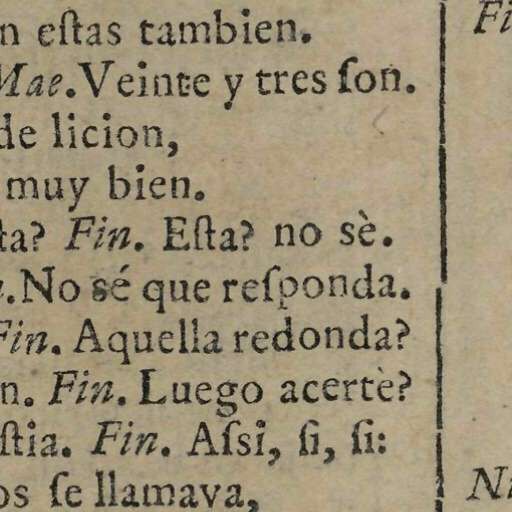 n eſtas tambien.
Mae. Veinte y tres ſon.
de licion,
muy bien.
ta? Fin. Eſta? no sè.
.No sé que reſponda.
Fin. Aquella redonda?
n. Fin. Luego acertè?
ſtia. Fin. Aſsi, ſi, ſi:
os ſe llamava,
Fi
Ni